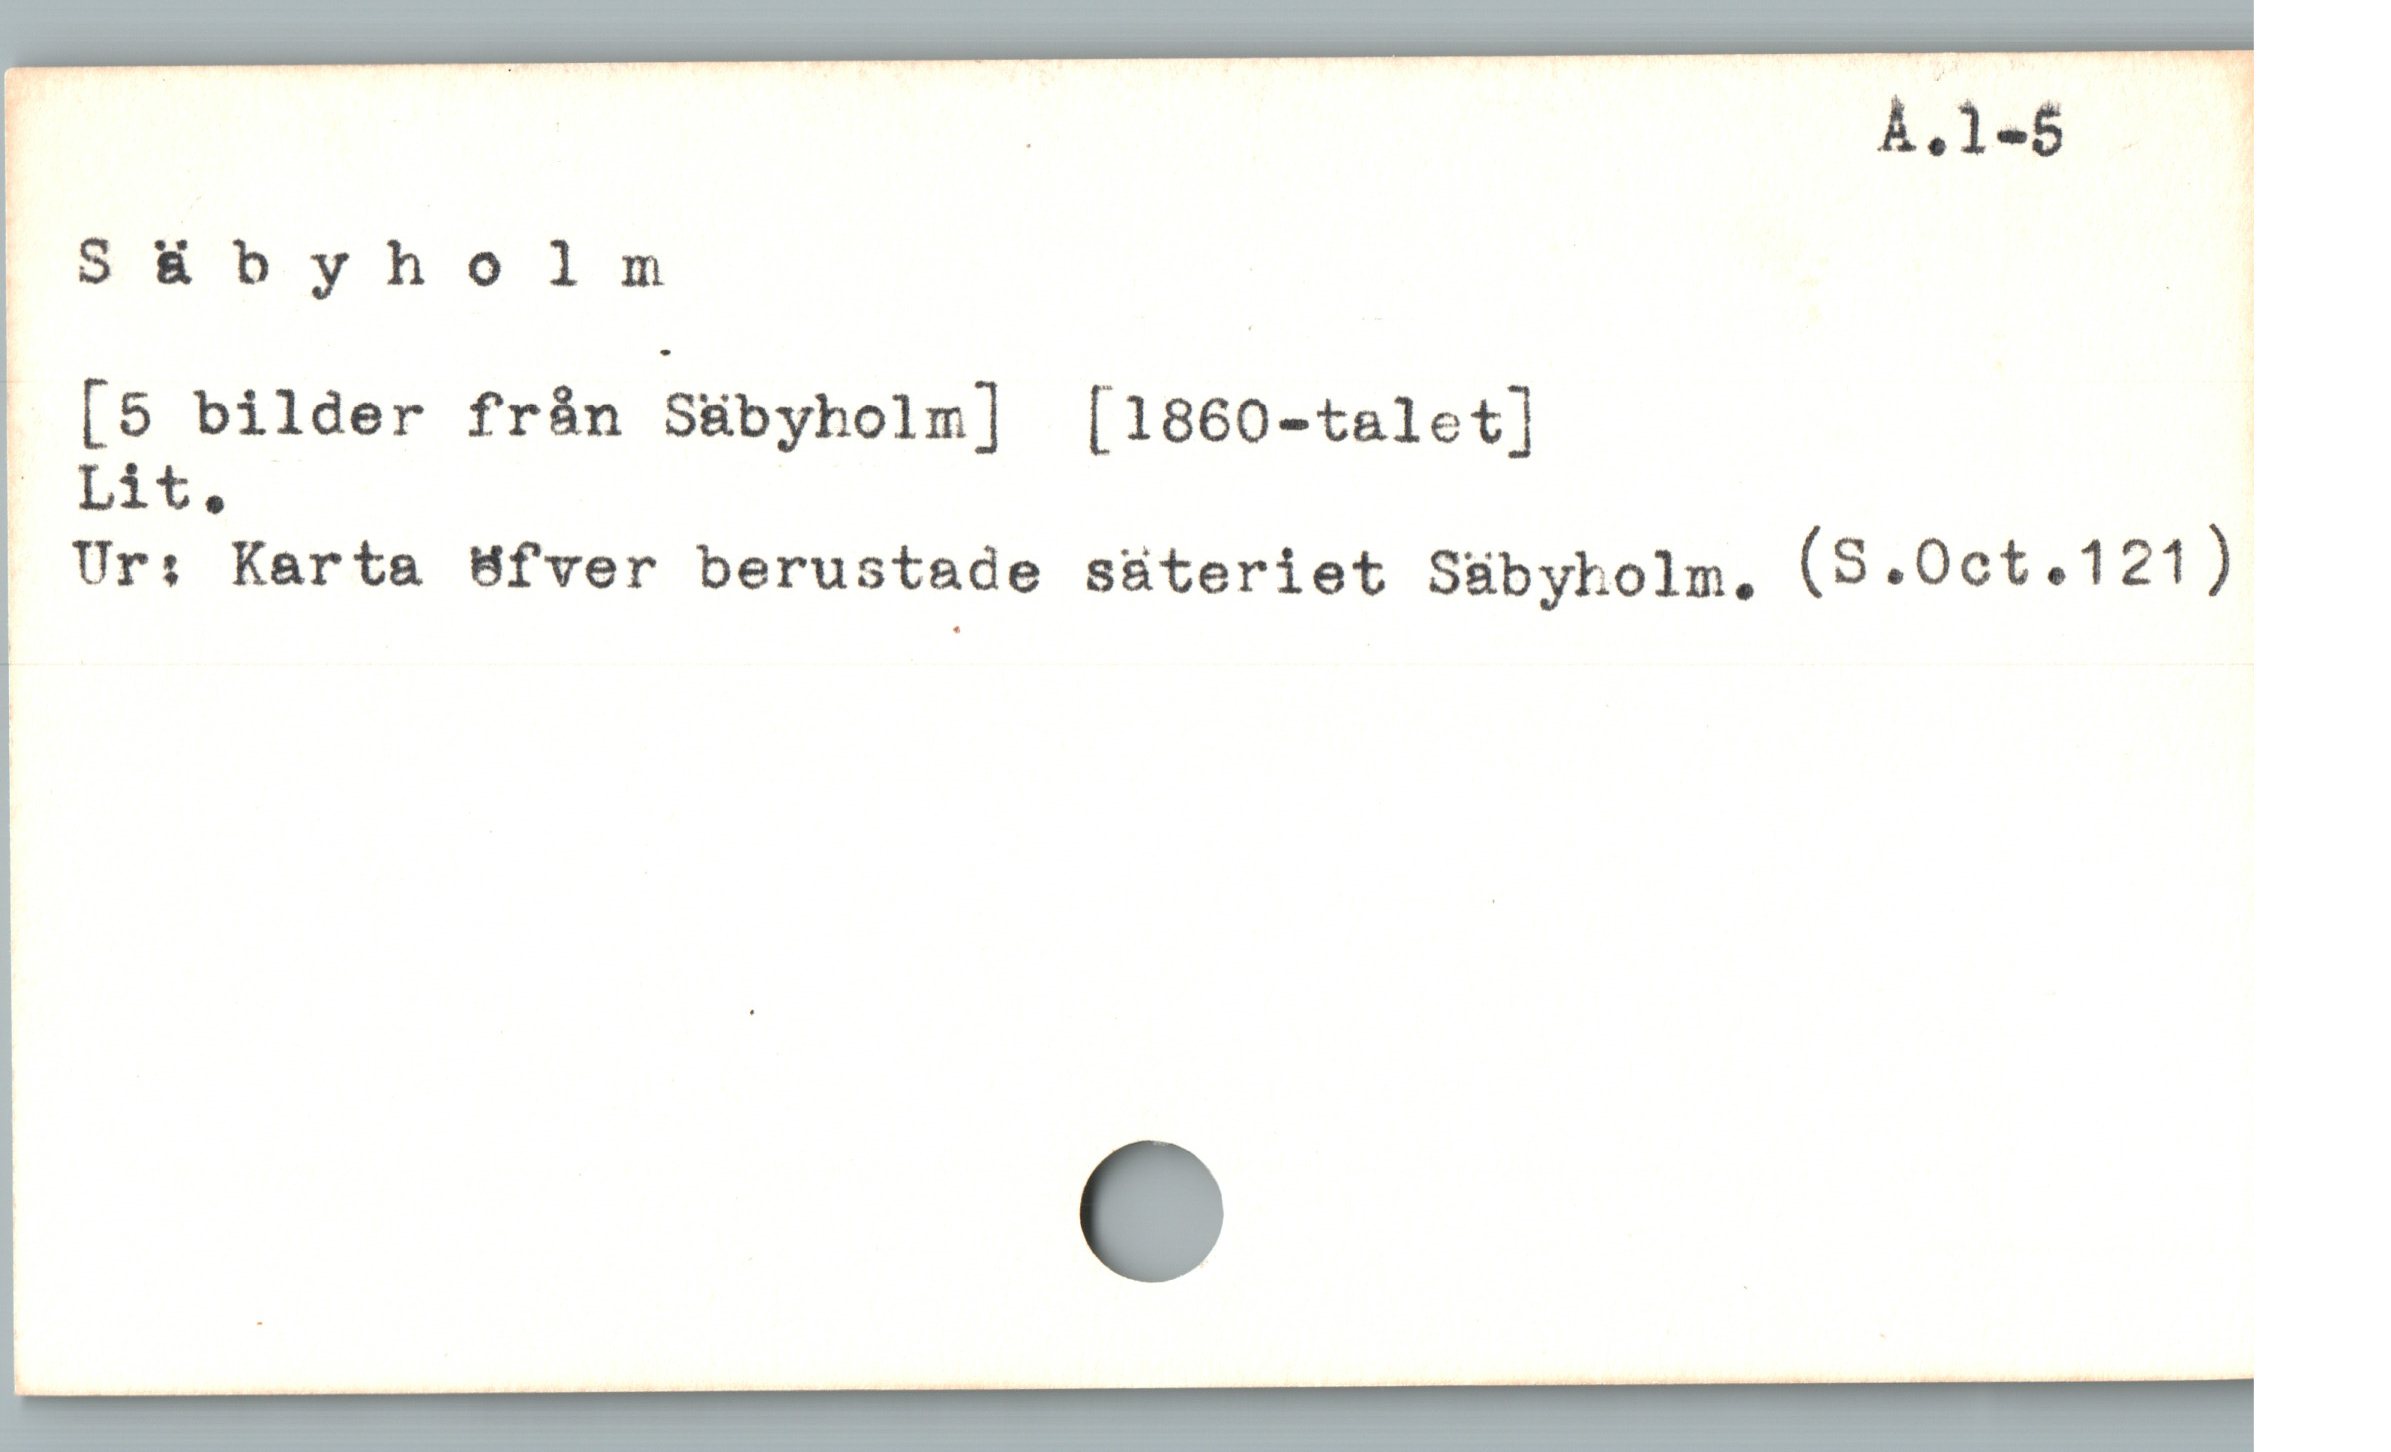 A.1-5
S ä b y h o l m
[5 bilder från Säbyholm] [1860-talet]
Lit.
Ur: Karta öfver berustade säteriet Säbyholm. (S.Oct.121)